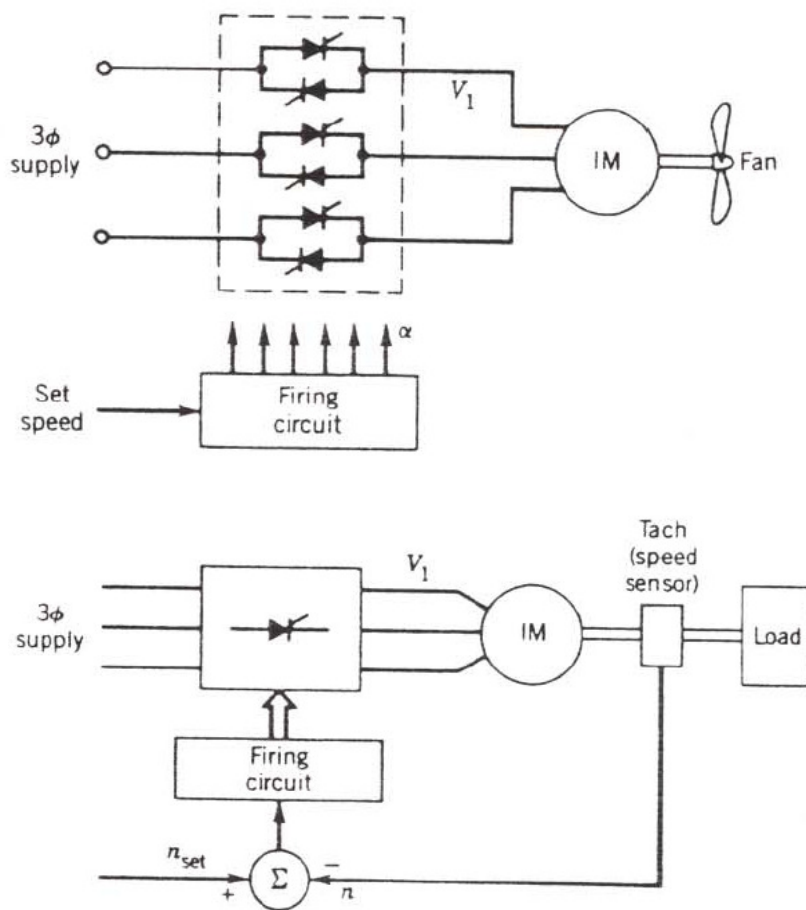 V₁
3ϕ
supply
IM
Fan
α
Set
speed
Firing
circuit
Tach
(speed
sensor)
V₁
3ϕ
supply
IM
Load
Firing
circuit
n_set
+
Σ
−
n